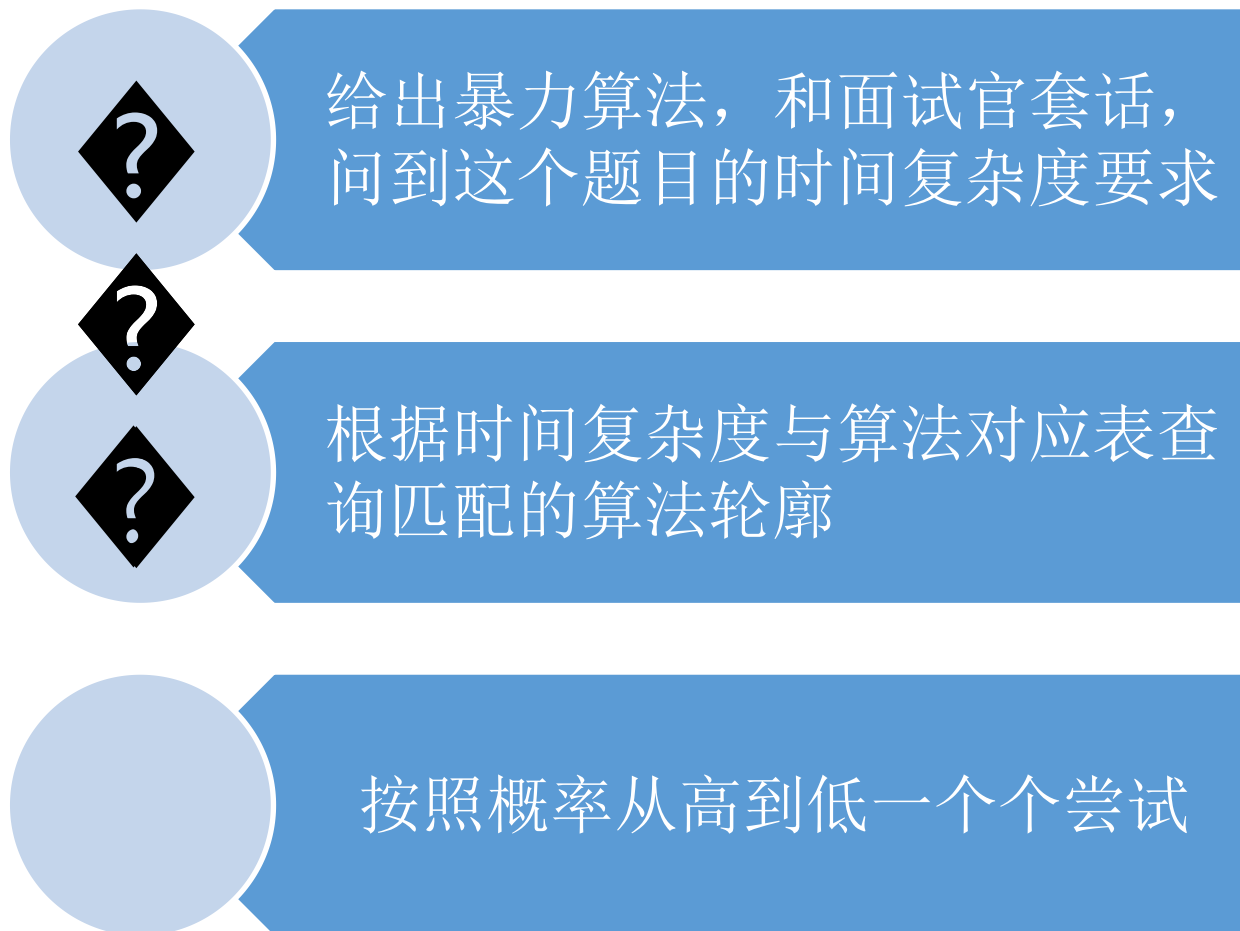 给出暴力算法，和面试官套话，
问到这个题目的时间复杂度要求
根据时间复杂度与算法对应表查
询匹配的算法轮廓
按照概率从高到低一个个尝试